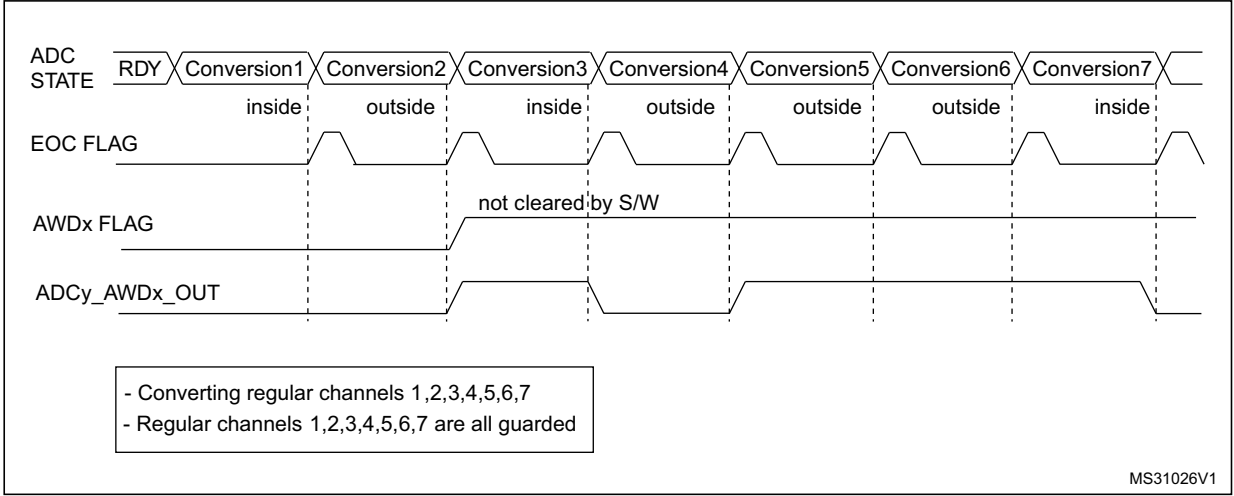 ADC
STATE
RDY Conversion1 Conversion2 Conversion3 Conversion4 Conversion5 Conversion6 Conversion7
inside outside inside outside outside outside inside
EOC FLAG
not cleared by S/W
AWDx FLAG
ADCy_AWDx_OUT
- Converting regular channels 1,2,3,4,5,6,7
- Regular channels 1,2,3,4,5,6,7 are all guarded
MS31026V1